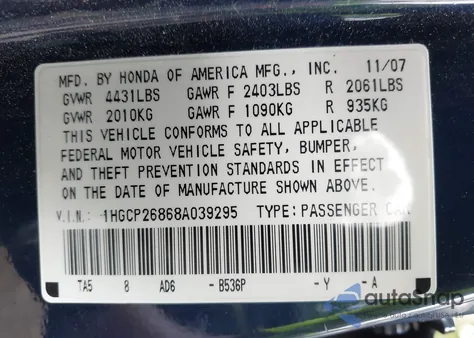 11/07
MFD. BY HONDA OF AMERICA MFG., INC.
GVWR 4431LBS GAWR F 2403LBS R 2061LBS
GVWR 2010KG GAWR F 1090KG R 935KG
THIS VEHICLE CONFORMS TO ALL APPLICABLE
FEDERAL MOTOR VEHICLE SAFETY, BUMPER,
AND THEFT PREVENTION STANDARDS IN EFFECT
ON THE DATE OF MANUFACTURE SHOWN ABOVE.
V.I.N.: 1HGCP26868A039295 TYPE: PASSENGER CAR
TA5 8 AD6 - B536P - Y - A
autoSnap